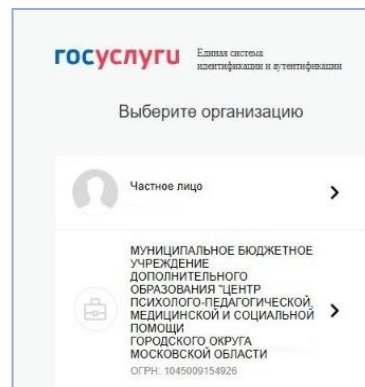 госуслуги
Единая система
идентификации и аутентификации
Выберите организацию
Частное лицо
МУНИЦИПАЛЬНОЕ БЮДЖЕТНОЕ
УЧРЕЖДЕНИЕ
ДОПОЛНИТЕЛЬНОГО
ОБРАЗОВАНИЯ "ЦЕНТР
ПСИХОЛОГО-ПЕДАГОГИЧЕСКОЙ,
МЕДИЦИНСКОЙ И СОЦИАЛЬНОЙ
ПОМОЩИ
ГОРОДСКОГО ОКРУГА
МОСКОВСКОЙ ОБЛАСТИ
ОГРН: 1045009154926